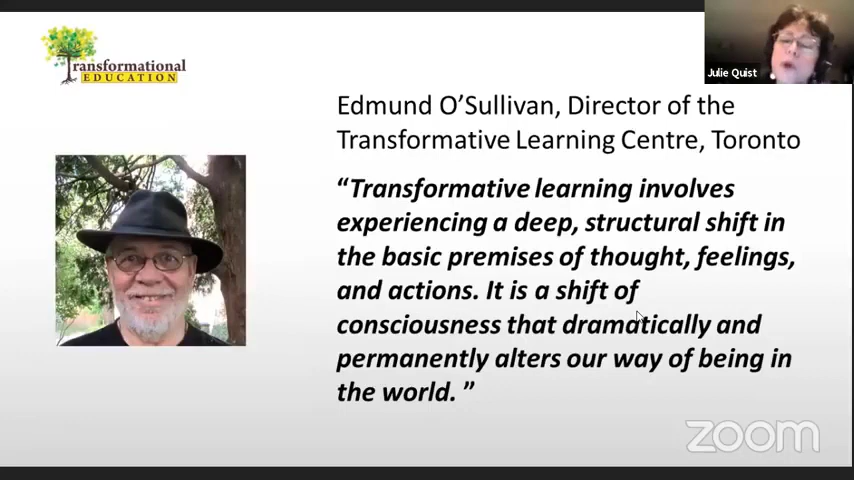 Transformational
EDUCATION
Julie Quist
Edmund O’Sullivan, Director of the
Transformative Learning Centre, Toronto
“Transformative learning involves
experiencing a deep, structural shift in
the basic premises of thought, feelings,
and actions. It is a shift of
consciousness that dramatically and
permanently alters our way of being in
the world. ”
zoom